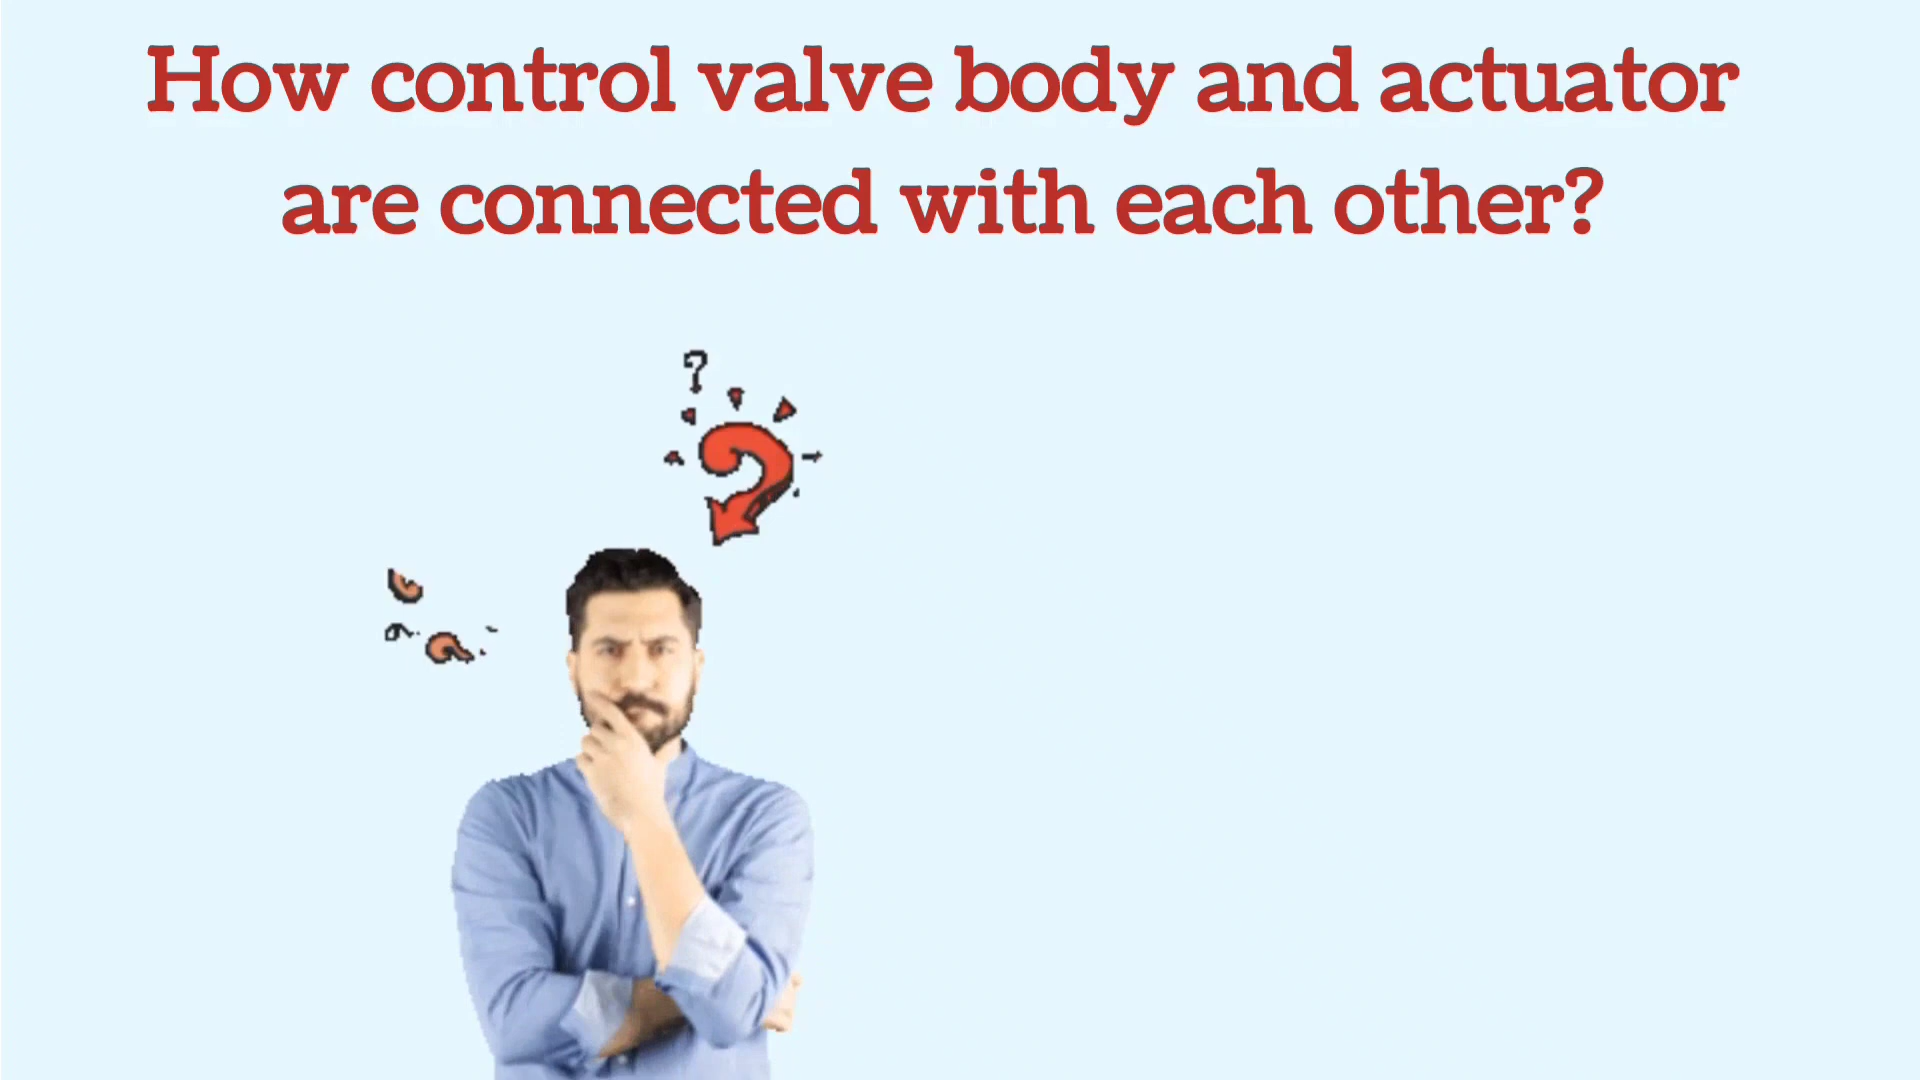 How control valve body and actuator
are connected with each other?
?